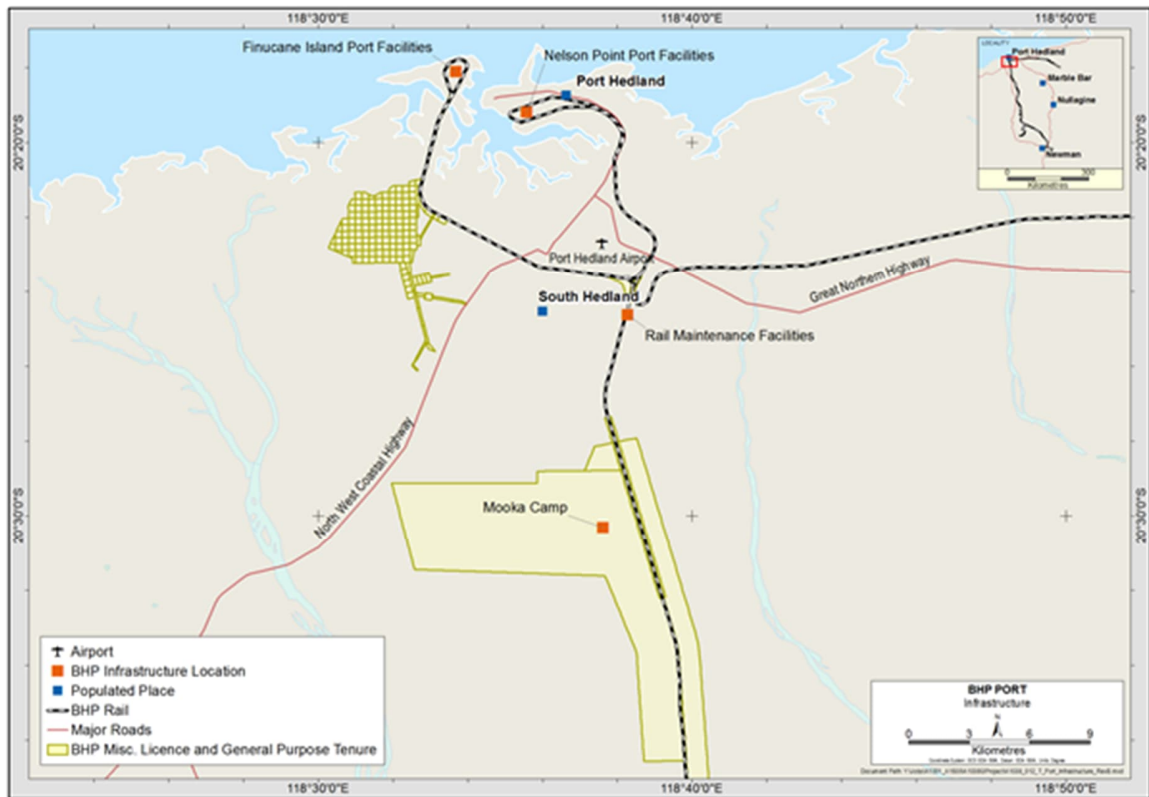 118°30'0"E
118°40'0"E
118°50'0"E
Finucane Island Port Facilities
Nelson Point Port Facilities
Port Hedland
LOCALITY
Port Hedland
Marble Bar
Nullagine
Newman
0 300
Kilometres
20°20'0"S
20°20'0"S
Port Hedland Airport
South Hedland
Great Northern Highway
Rail Maintenance Facilities
North West Coastal Highway
Mooka Camp
20°30'0"S
20°30'0"S
Airport
BHP Infrastructure Location
Populated Place
BHP Rail
Major Roads
BHP Misc. Licence and General Purpose Tenure
BHP PORT
Infrastructure
N
0 3 6 9
Kilometres
118°30'0"E
118°40'0"E
118°50'0"E